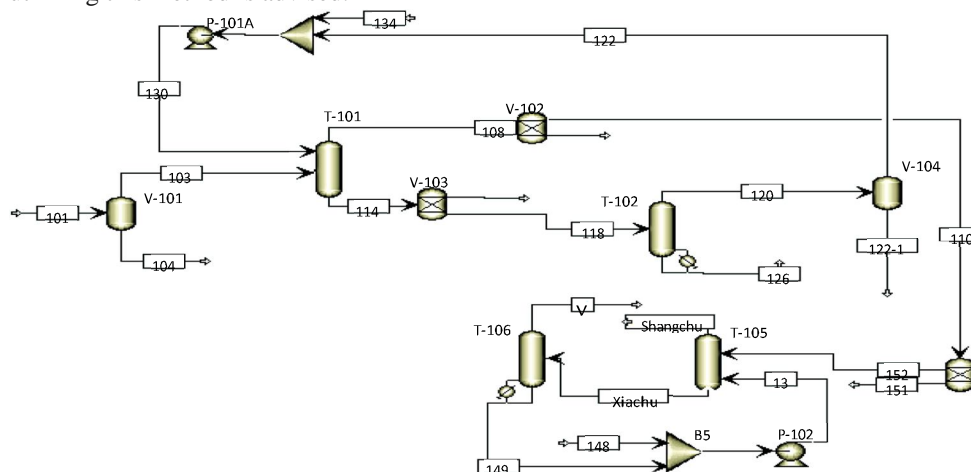 P-101A
134
122
130
T-101
V-102
108
103
V-103
V-104
V-101
101
114
T-102
120
118
110
122-1
104
126
V
T-106
Shangchu
T-105
152
13
151
Xiachu
148
B5
P-102
149